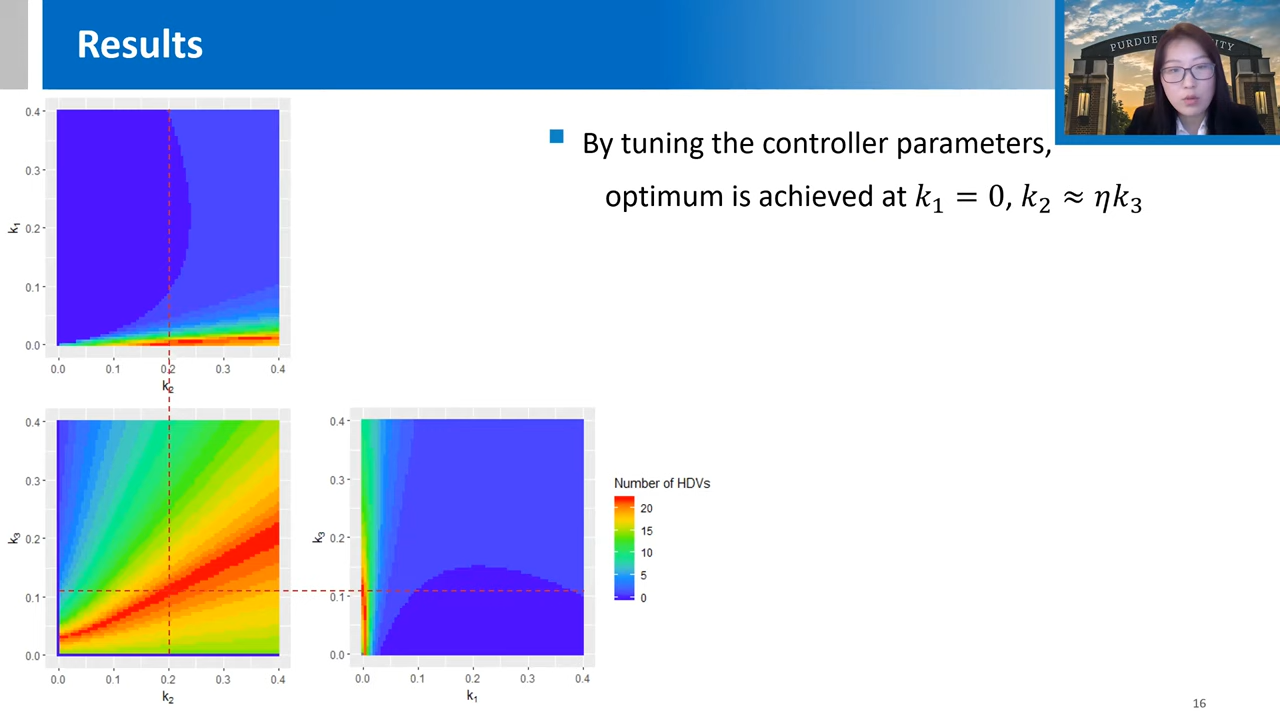 Results
PURDUE
ITY
By tuning the controller parameters,
optimum is achieved at k₁ = 0, k₂ ≈ ηk₃
0.4
0.3
0.2
0.1
0.0
k₁
0.0 0.1 0.2 0.3 0.4
k₂
0.4
0.3
0.2
0.1
0.0
k₃
0.0 0.1 0.2 0.3 0.4
k₂
0.4
0.3
0.2
0.1
0.0
k₃
0.0 0.1 0.2 0.3 0.4
k₁
Number of HDVs
20
15
10
5
0
16